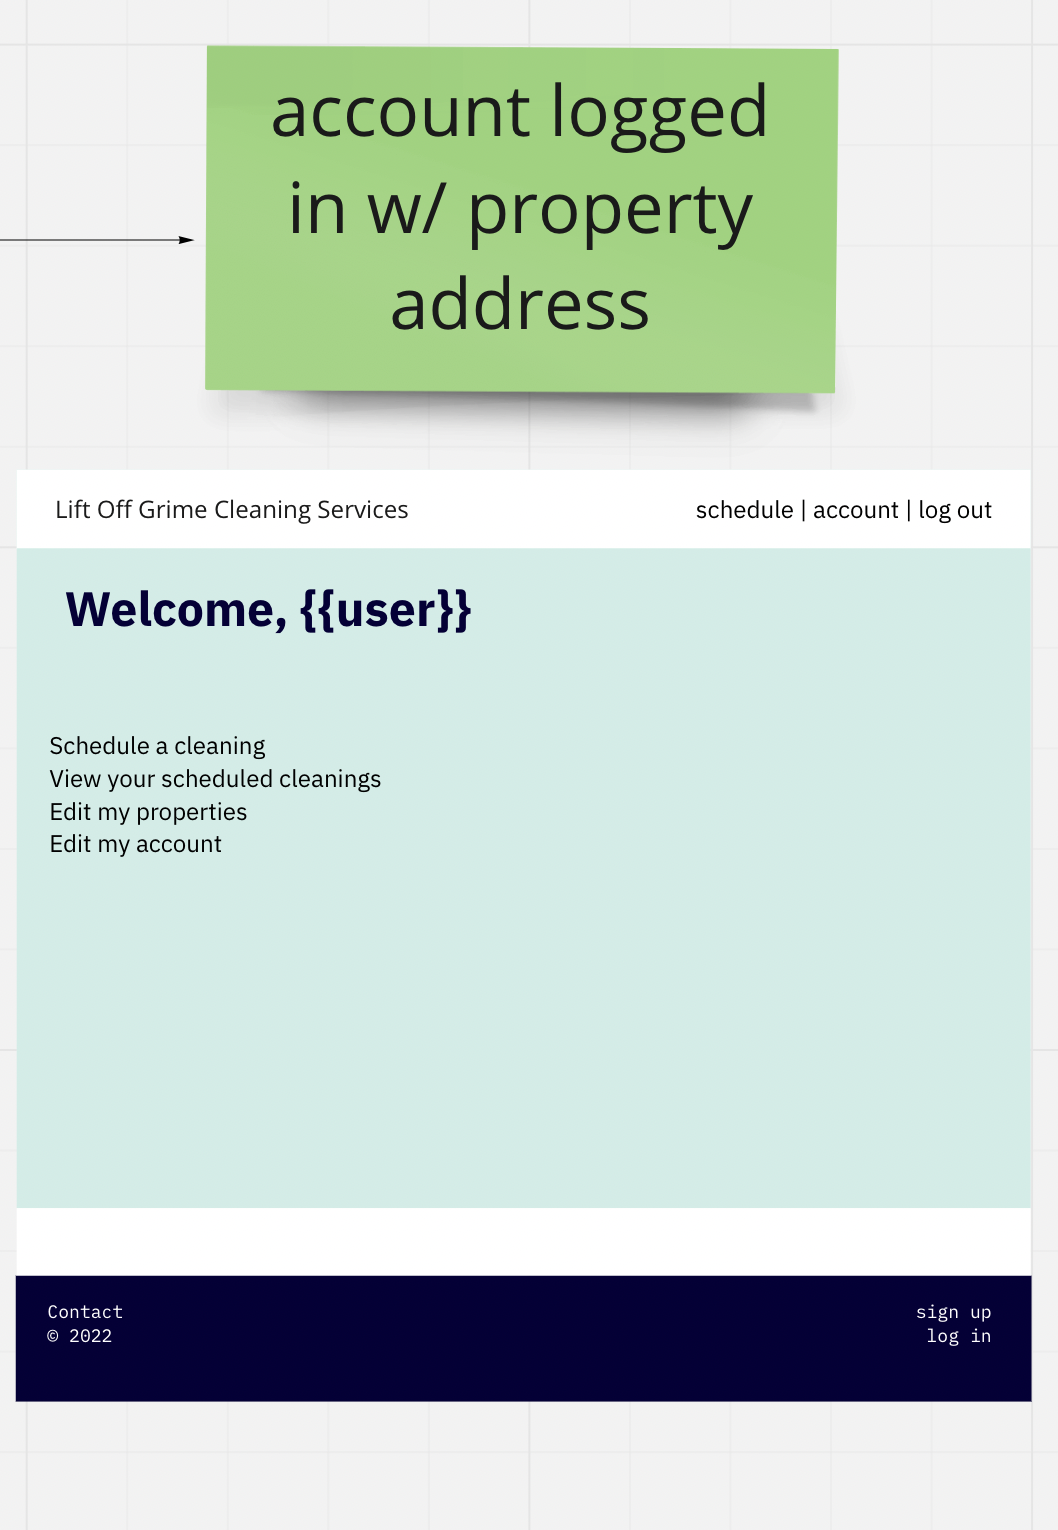 account logged
in w/ property
address
Lift Off Grime Cleaning Services
schedule | account | log out
Welcome, {{user}}
Schedule a cleaning
View your scheduled cleanings
Edit my properties
Edit my account
Contact
© 2022
sign up
log in